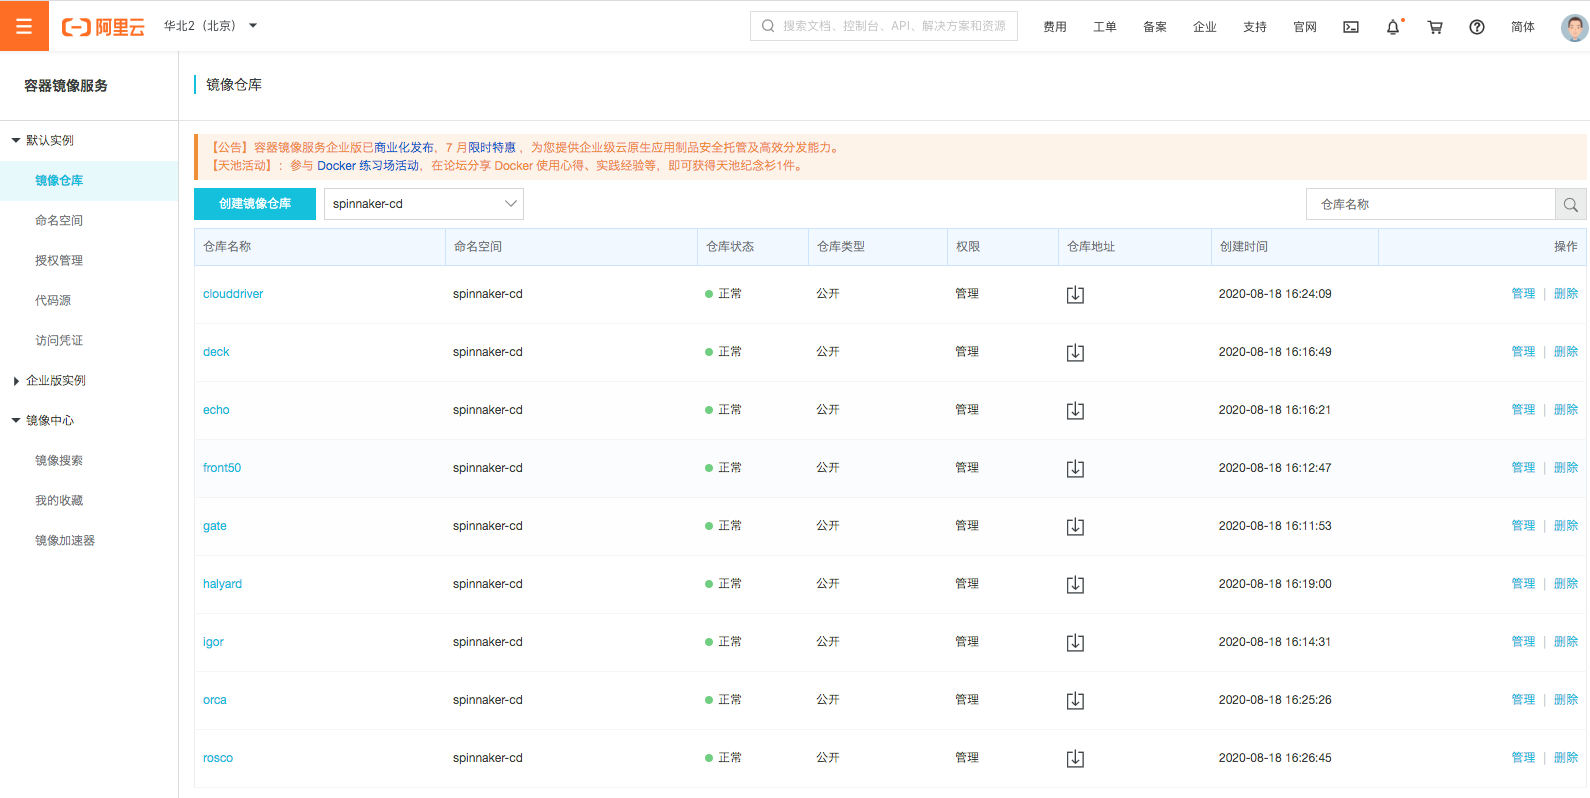 阿里云 华北2（北京） 搜索文档、控制台、API、解决方案和资源 费用 工单 备案 企业 支持 官网 简体
容器镜像服务
默认实例
镜像仓库
命名空间
授权管理
代码源
访问凭证
企业版实例
镜像中心
镜像搜索
我的收藏
镜像加速器
镜像仓库
【公告】容器镜像服务企业版已商业化发布，7 月限时特惠 ，为您提供企业级云原生应用制品安全托管及高效分发能力。
【天池活动】：参与 Docker 练习场活动，在论坛分享 Docker 使用心得、实践经验等，即可获得天池纪念衫1件。
创建镜像仓库 spinnaker-cd 仓库名称
仓库名称 命名空间 仓库状态 仓库类型 权限 仓库地址 创建时间 操作
clouddriver spinnaker-cd 正常 公开 管理 2020-08-18 16:24:09 管理 | 删除
deck spinnaker-cd 正常 公开 管理 2020-08-18 16:16:49 管理 | 删除
echo spinnaker-cd 正常 公开 管理 2020-08-18 16:16:21 管理 | 删除
front50 spinnaker-cd 正常 公开 管理 2020-08-18 16:12:47 管理 | 删除
gate spinnaker-cd 正常 公开 管理 2020-08-18 16:11:53 管理 | 删除
halyard spinnaker-cd 正常 公开 管理 2020-08-18 16:19:00 管理 | 删除
igor spinnaker-cd 正常 公开 管理 2020-08-18 16:14:31 管理 | 删除
orca spinnaker-cd 正常 公开 管理 2020-08-18 16:25:26 管理 | 删除
rosco spinnaker-cd 正常 公开 管理 2020-08-18 16:26:45 管理 | 删除